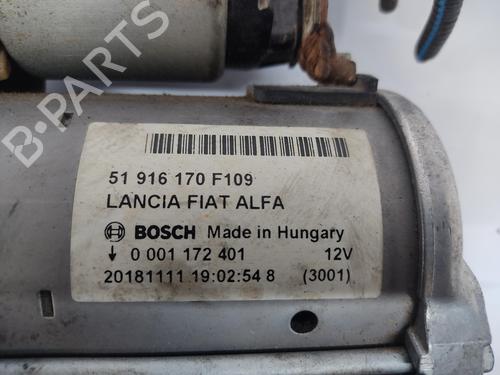 B-PARTS
51 916 170 F109
LANCIA FIAT ALFA
BOSCH Made in Hungary
0 001 172 401 12V
20181111 19:02:54 8 (3001)